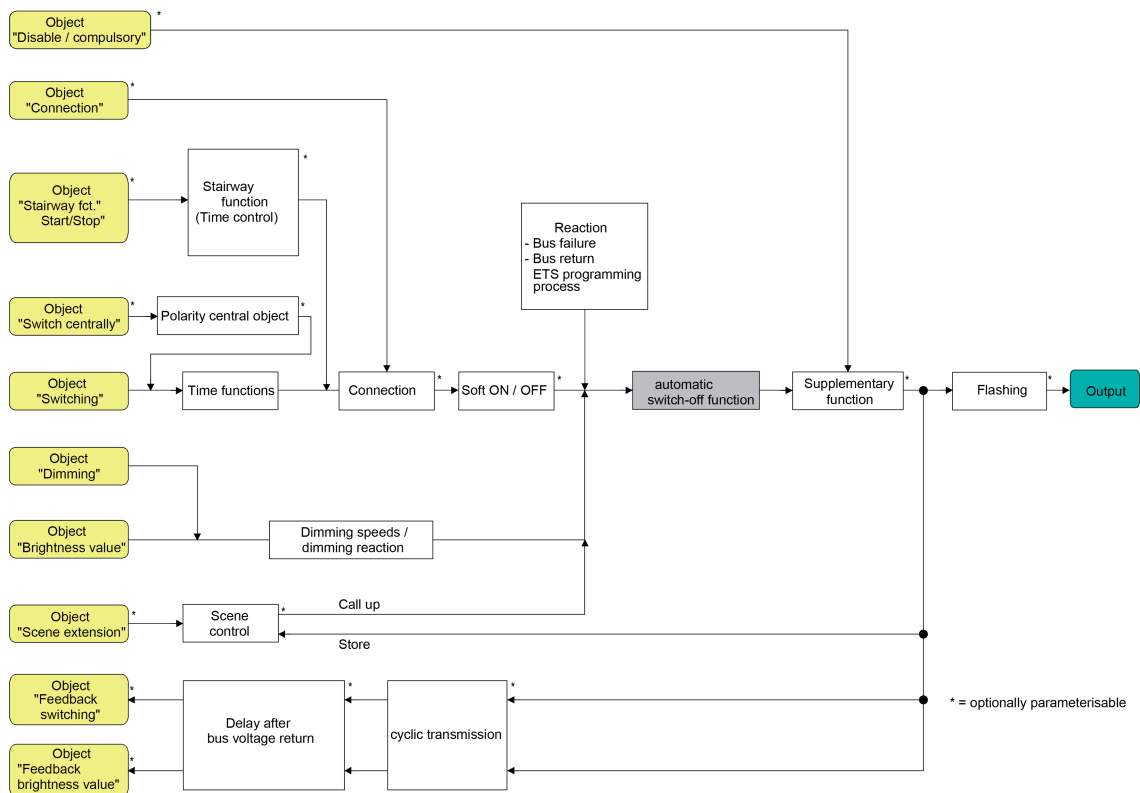 Object
"Disable / compulsory"
*
Object
"Connection"
*
Object
"Stairway fct."
Start/Stop"
*
Stairway
function
(Time control)
*
Reaction
- Bus failure
- Bus return
ETS programming
process
Object
"Switch centrally"
*
Polarity central object
*
Object
"Switching"
Time functions
Connection
*
Soft ON / OFF
*
automatic
switch-off function
Supplementary
function
*
Flashing
*
Output
Object
"Dimming"
Object
"Brightness value"
Dimming speeds /
dimming reaction
Object
"Scene extension"
*
Scene
control
*
Call up
Store
Object
"Feedback
switching"
*
Delay after
bus voltage return
*
cyclic transmission
*
* = optionally parameterisable
Object
"Feedback
brightness value"
*